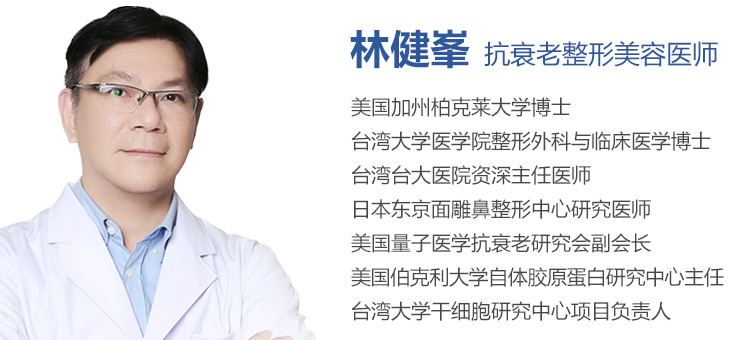 林健峯 抗衰老整形美容医师
美国加州柏克莱大学博士
台湾大学医学院整形外科与临床医学博士
台湾台大医院资深主任医师
日本东京面雕鼻整形中心研究医师
美国量子医学抗衰老研究会副会长
美国伯克利大学自体胶原蛋白研究中心主任
台湾大学干细胞研究中心项目负责人